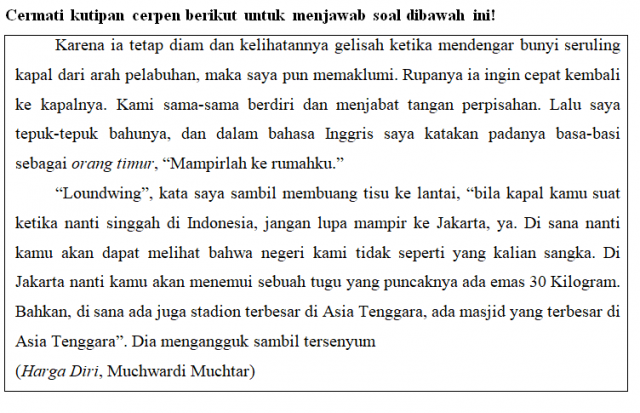 Cermati kutipan cerpen berikut untuk menjawab soal dibawah ini!
Karena ia tetap diam dan kelihatannya gelisah ketika mendengar bunyi seruling
kapal dari arah pelabuhan, maka saya pun memaklumi. Rupanya ia ingin cepat kembali
ke kapalnya. Kami sama-sama berdiri dan menjabat tangan perpisahan. Lalu saya
tepuk-tepuk bahunya, dan dalam bahasa Inggris saya katakan padanya basa-basi
sebagai orang timur, “Mampirlah ke rumahku.”
“Loundwing”, kata saya sambil membuang tisu ke lantai, “bila kapal kamu suat
ketika nanti singgah di Indonesia, jangan lupa mampir ke Jakarta, ya. Di sana nanti
kamu akan dapat melihat bahwa negeri kami tidak seperti yang kalian sangka. Di
Jakarta nanti kamu akan menemui sebuah tugu yang puncaknya ada emas 30 Kilogram.
Bahkan, di sana ada juga stadion terbesar di Asia Tenggara, ada masjid yang terbesar di
Asia Tenggara”. Dia mengangguk sambil tersenyum
(Harga Diri, Muchwardi Muchtar)